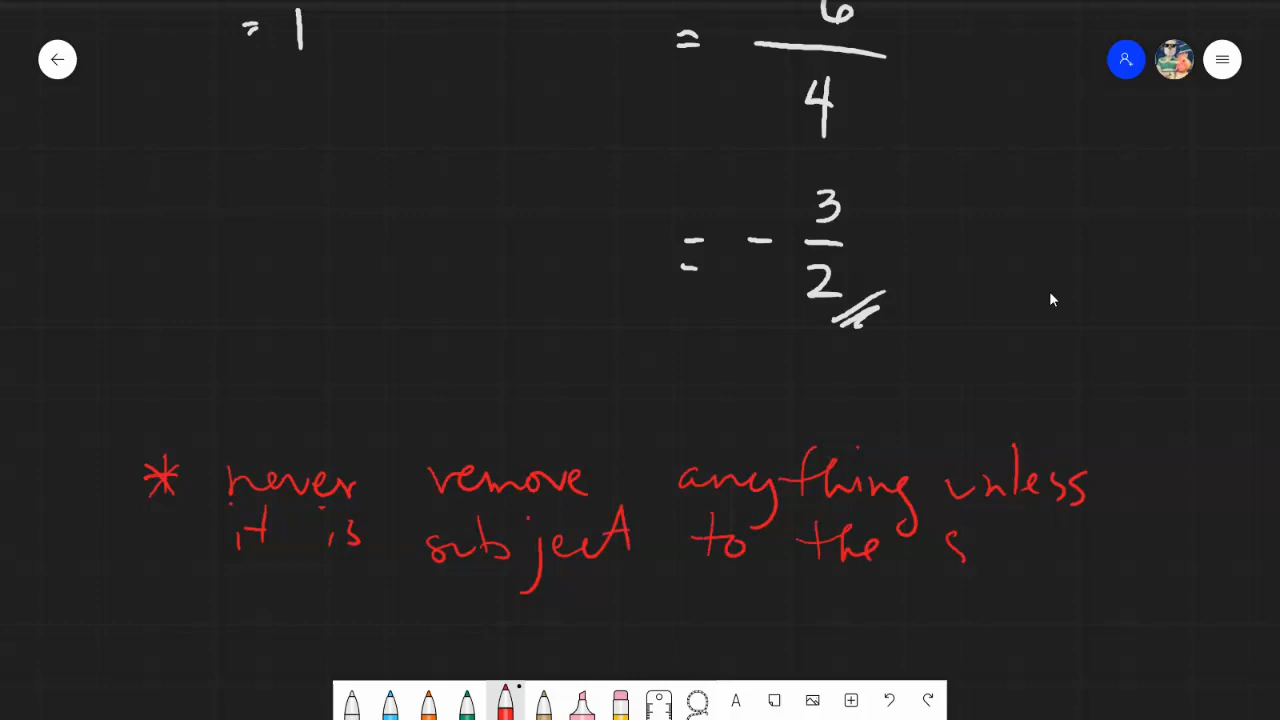 = 1
= 6
4
= - 3
2
* never remove anything unless
it is subject to the s
A